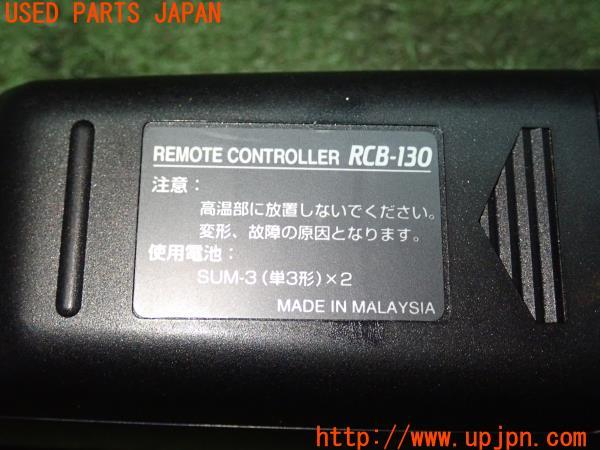 USED PARTS JAPAN
REMOTE CONTROLLER RCB-130
注意：
高温部に放置しないでください。
変形、故障の原因となります。
使用電池：
SUM-3（単3形）×2
MADE IN MALAYSIA
http://www.upjpn.com